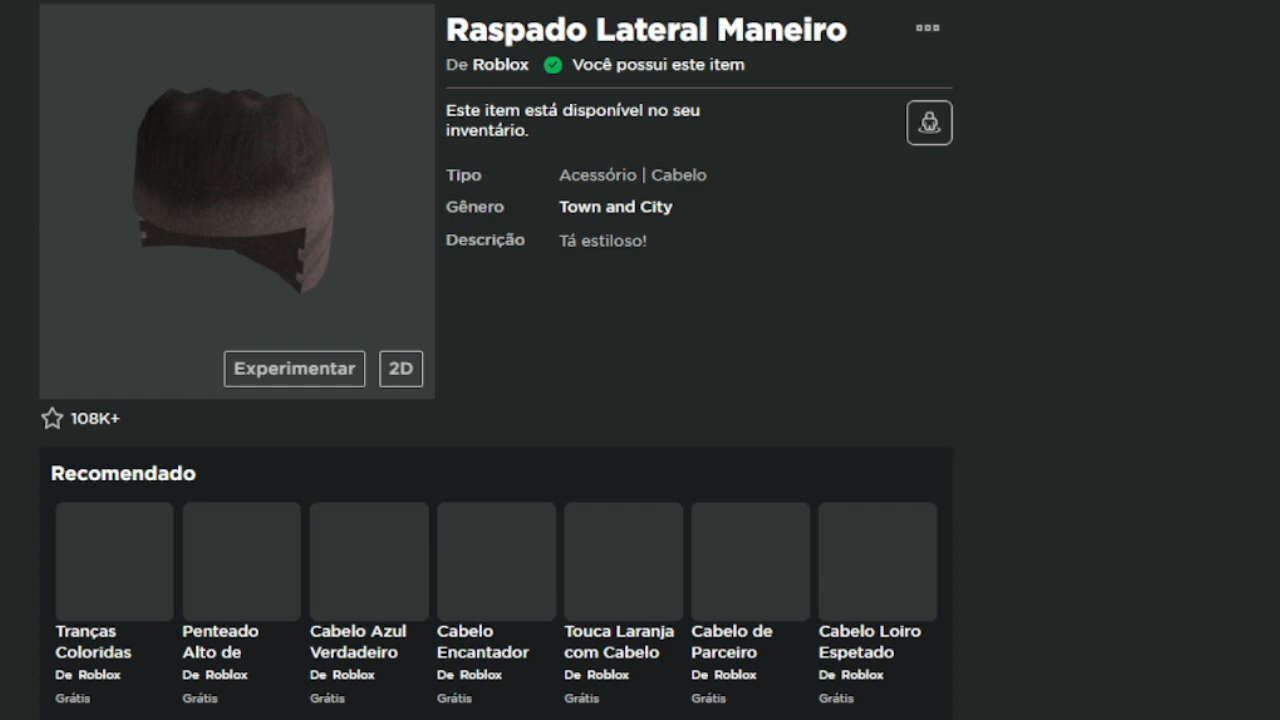 Raspado Lateral Maneiro
De Roblox Você possui este item
Este item está disponível no seu
inventário.
Tipo Acessório | Cabelo
Gênero Town and City
Descrição Tá estiloso!
Experimentar 2D
108K+
Recomendado
Tranças Coloridas
De Roblox
Grátis
Penteado Alto de
De Roblox
Grátis
Cabelo Azul Verdadeiro
De Roblox
Grátis
Cabelo Encantador
De Roblox
Grátis
Touca Laranja com Cabelo
De Roblox
Grátis
Cabelo de Parceiro
De Roblox
Grátis
Cabelo Loiro Espetado
De Roblox
Grátis